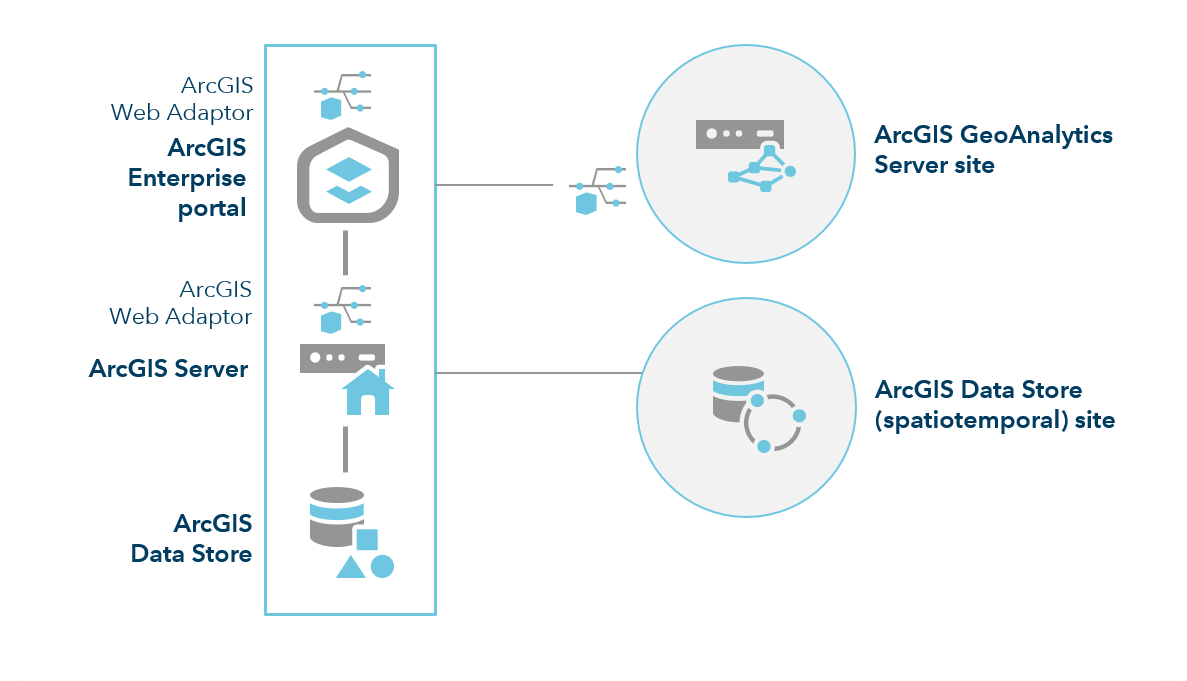 ArcGIS
Web Adaptor
ArcGIS
Enterprise
portal
ArcGIS
Web Adaptor
ArcGIS Server
ArcGIS
Data Store
ArcGIS GeoAnalytics
Server site
ArcGIS Data Store
(spatiotemporal) site